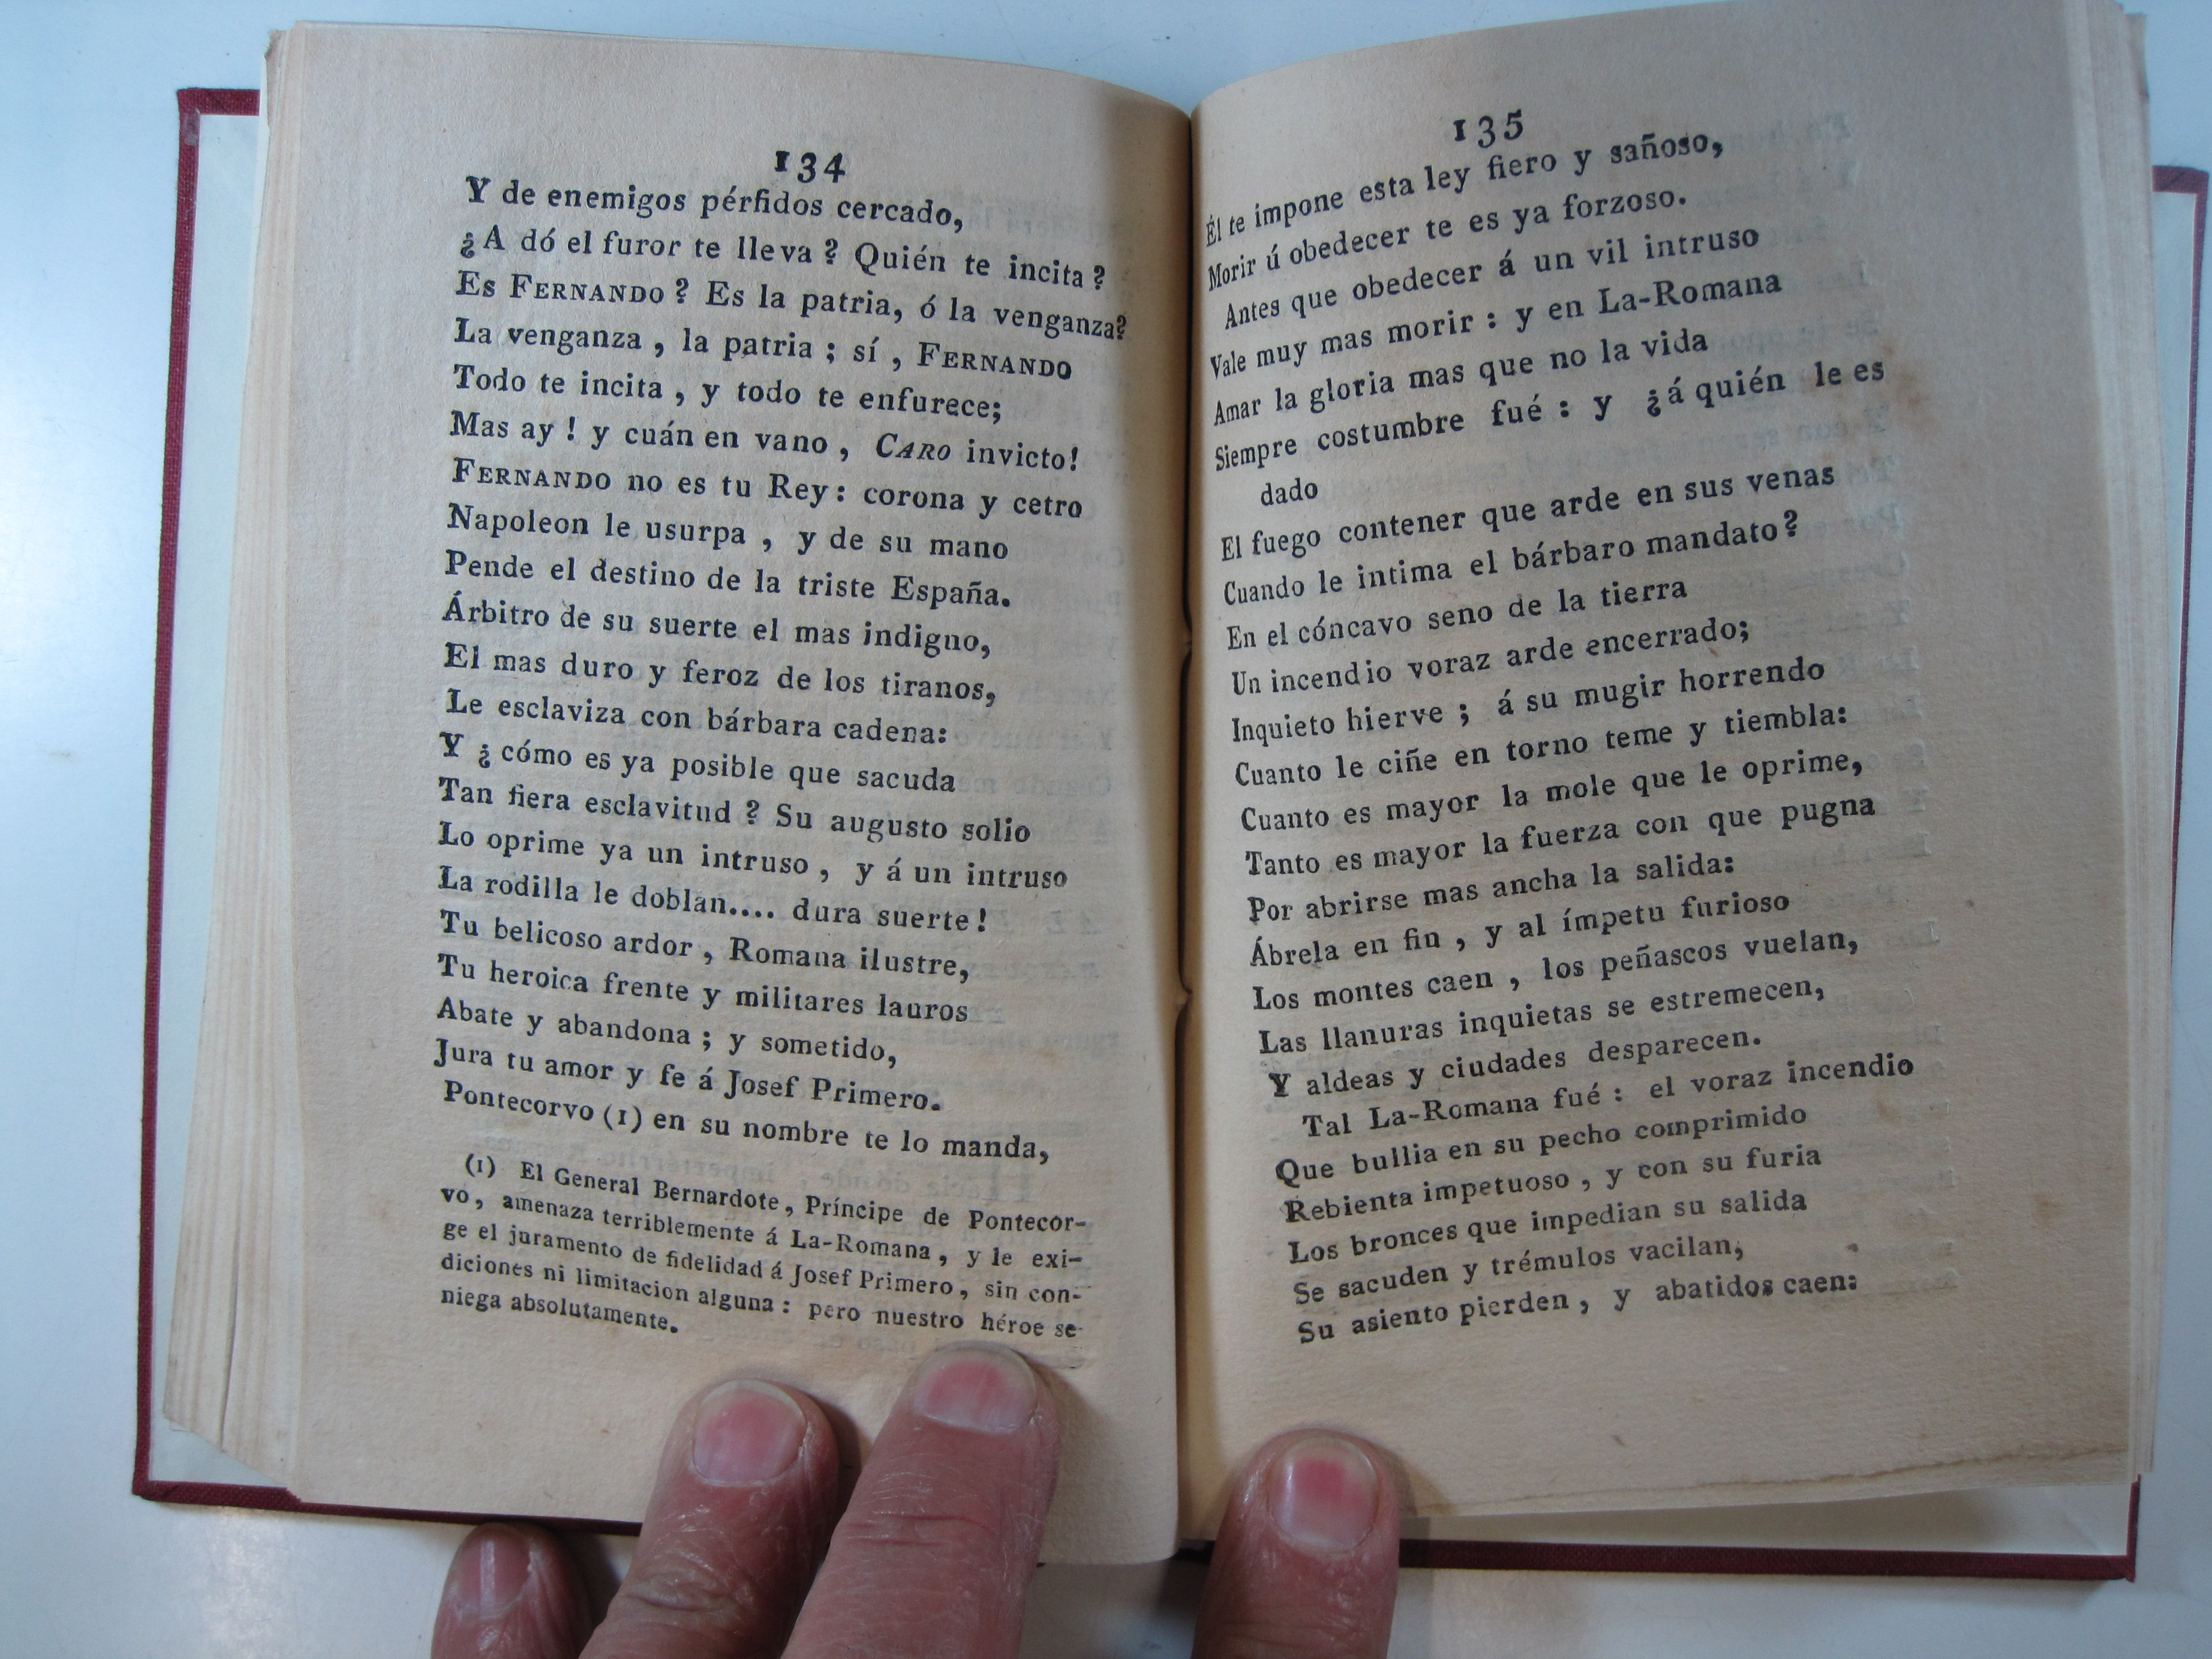 134
Y de enemigos pérfidos cercado,
¿A dó el furor te lleva? Quién te incita?
Es FERNANDO? Es la patria, ó la venganza?
La venganza, la patria; sí, FERNANDO
Todo te incita, y todo te enfurece;
Mas ay! y cuán en vano, CARO invicto!
FERNANDO no es tu Rey: corona y cetro
Napoleon le usurpa, y de su mano
Pende el destino de la triste España.
Árbitro de su suerte el mas indigno,
El mas duro y feroz de los tiranos,
Le esclaviza con bárbara cadena:
Y ¿cómo es ya posible que sacuda
Tan fiera esclavitud? Su augusto solio
Lo oprime ya un intruso, y á un intruso
La rodilla le doblan.... dura suerte!
Tu belicoso ardor, Romana ilustre,
Tu heroica frente y militares lauros
Abate y abandona; y sometido,
Jura tu amor y fe á Josef Primero.
Pontecorvo (1) en su nombre te lo manda,
(1) El General Bernardote, Príncipe de Pontecor-
vo, amenaza terriblemente á La-Romana, y le exi-
ge el juramento de fidelidad á Josef Primero, sin con-
diciones ni limitacion alguna: pero nuestro héroe se
niega absolutamente.
135
Él te impone esta ley fiero y sañoso,
Morir ú obedecer te es ya forzoso.
Antes que obedecer á un vil intruso
Vale muy mas morir: y en La-Romana
Amar la gloria mas que no la vida
Siempre costumbre fué: y ¿á quién le es
dado
El fuego contener que arde en sus venas
Cuando le intima el bárbaro mandato?
En el cóncavo seno de la tierra
Un incendio voraz arde encerrado;
Inquieto hierve; á su mugir horrendo
Cuanto le ciñe en torno teme y tiembla:
Cuanto es mayor la mole que le oprime,
Tanto es mayor la fuerza con que pugna
Por abrirse mas ancha la salida:
Ábrela en fin, y al ímpetu furioso
Los montes caen, los peñascos vuelan,
Las llanuras inquietas se estremecen,
Y aldeas y ciudades desparecen.
Tal La-Romana fué: el voraz incendio
Que bullia en su pecho comprimido
Rebienta impetuoso, y con su furia
Los bronces que impedian su salida
Se sacuden y trémulos vacilan,
Su asiento pierden, y abatidos caen: